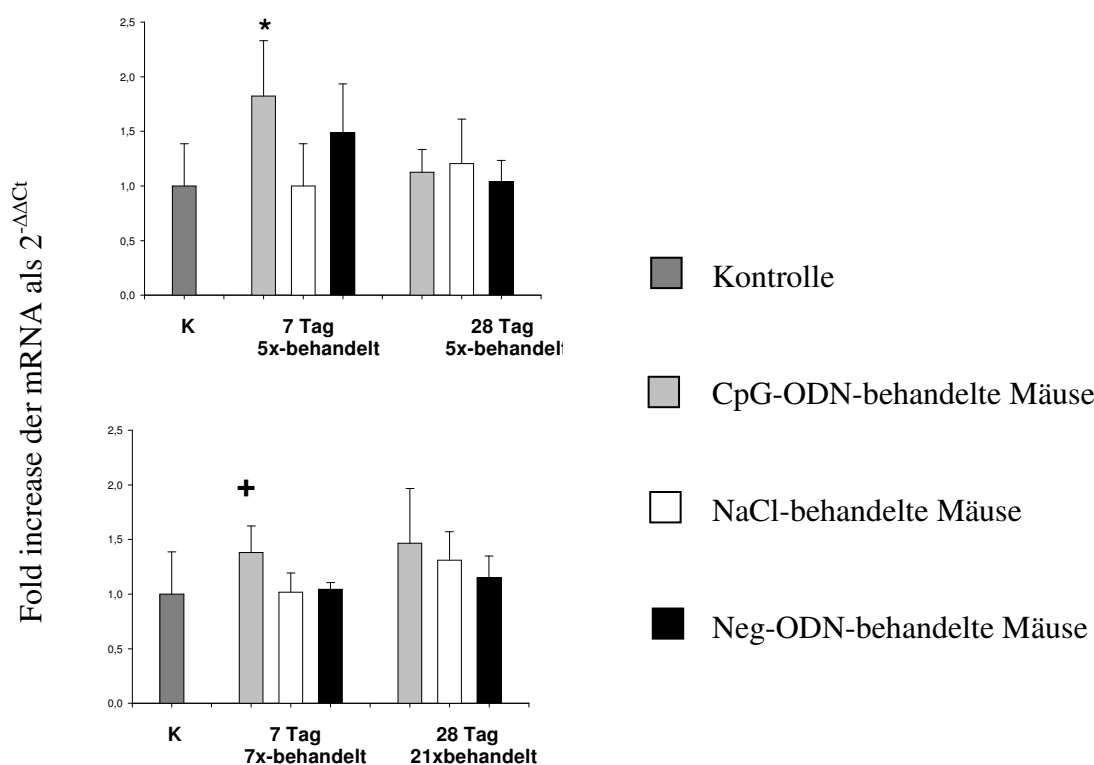 Fold increase der mRNA als 2^-ΔΔCt
2,5
*
2,0
1,5
1,0
0,5
0,0
K
7 Tag
5x-behandelt
28 Tag
5x-behandelt
2,5
2,0
+
1,5
1,0
0,5
0,0
K
7 Tag
7x-behandelt
28 Tag
21xbehandelt
Kontrolle
CpG-ODN-behandelte Mäuse
NaCl-behandelte Mäuse
Neg-ODN-behandelte Mäuse